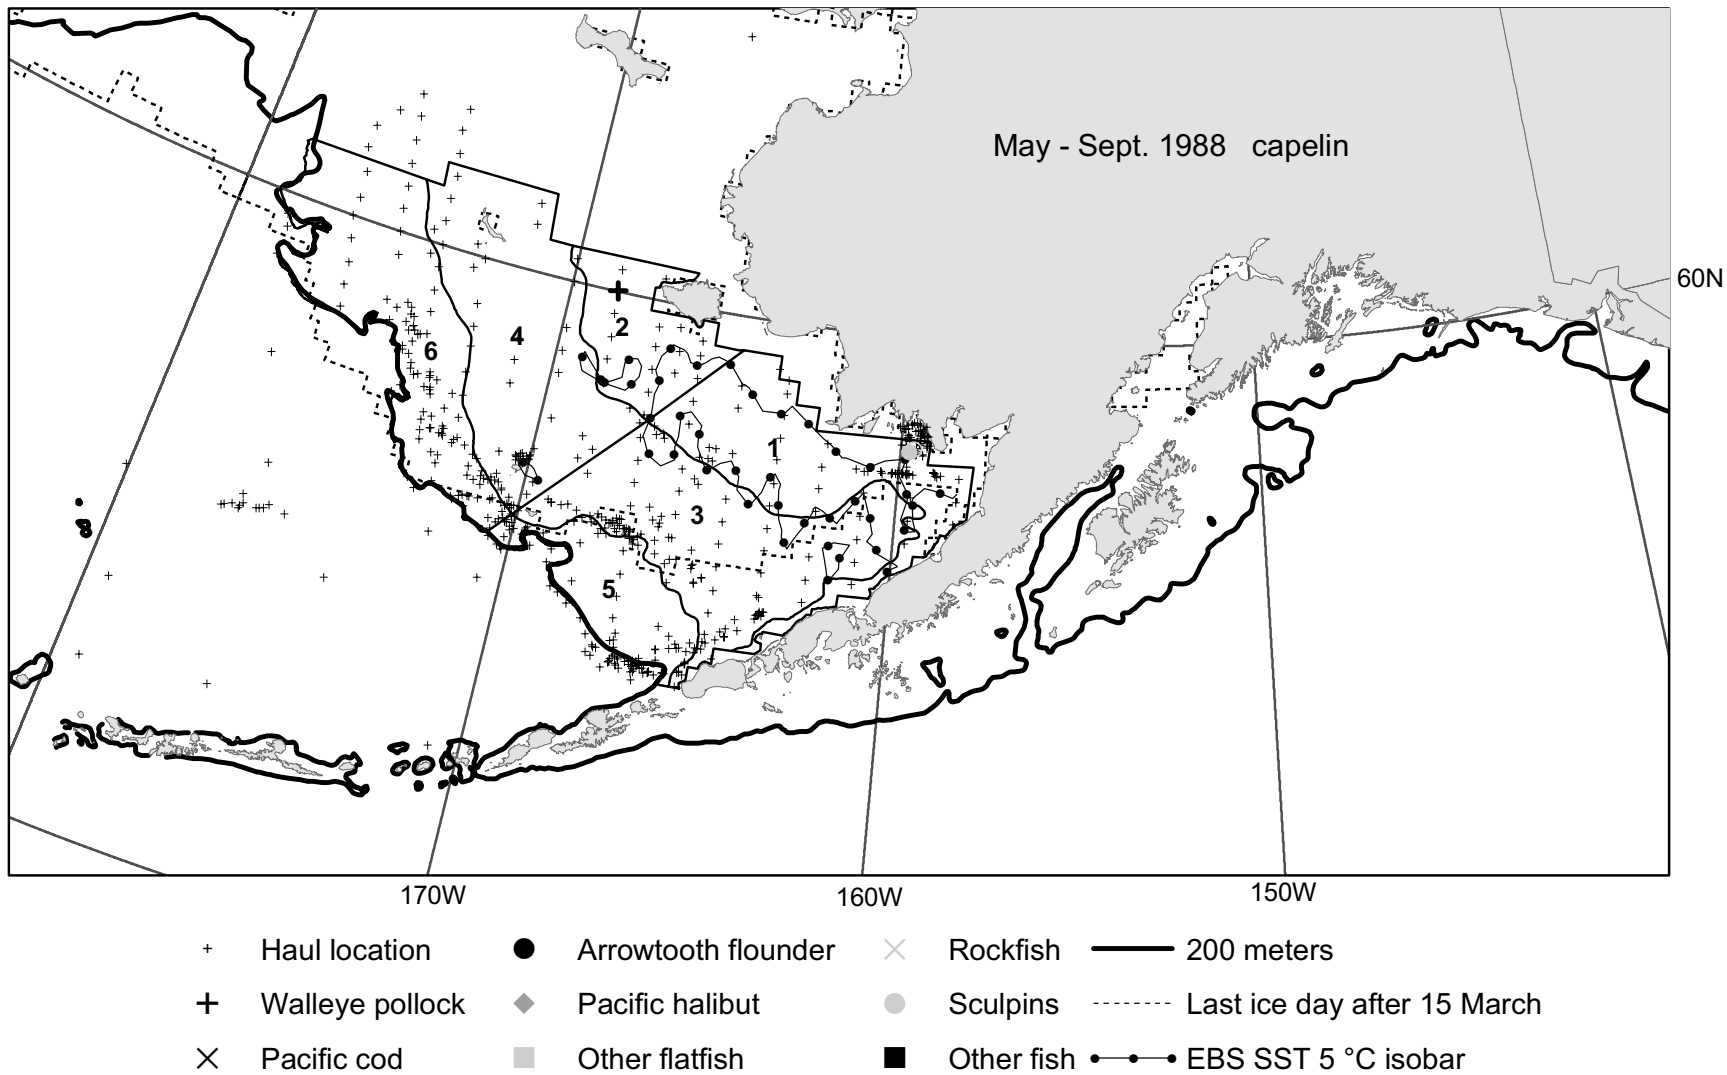 May - Sept. 1988 capelin
60N
2
4
6
1
3
5
170W
160W
150W
Haul location
Arrowtooth flounder
Rockfish
200 meters
Walleye pollock
Pacific halibut
Sculpins
Last ice day after 15 March
Pacific cod
Other flatfish
Other fish
EBS SST 5 °C isobar